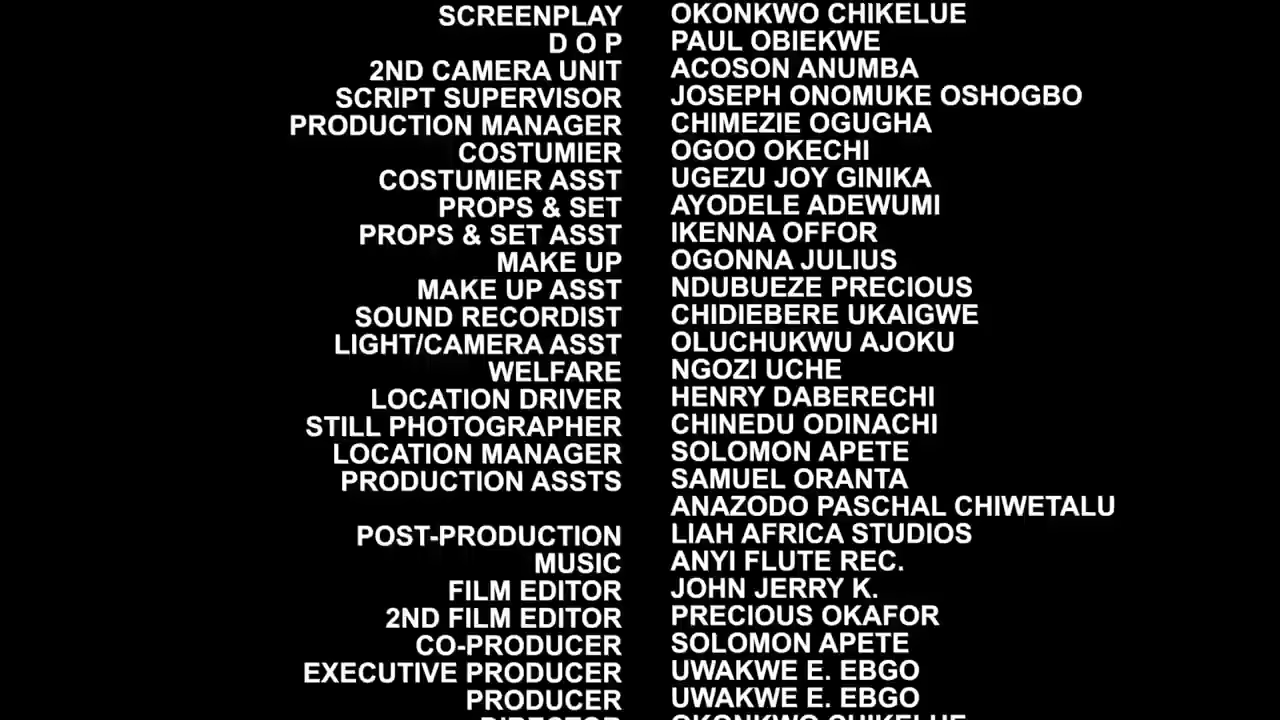 SCREENPLAY OKONKWO CHIKELUE
D O P PAUL OBIEKWE
2ND CAMERA UNIT ACOSON ANUMBA
SCRIPT SUPERVISOR JOSEPH ONOMUKE OSHOGBO
PRODUCTION MANAGER CHIMEZIE OGUGHA
COSTUMIER OGOO OKECHI
COSTUMIER ASST UGEZU JOY GINIKA
PROPS & SET AYODELE ADEWUMI
PROPS & SET ASST IKENNA OFFOR
MAKE UP OGONNA JULIUS
MAKE UP ASST NDUBUEZE PRECIOUS
SOUND RECORDIST CHIDIEBERE UKAIGWE
LIGHT/CAMERA ASST OLUCHUKWU AJOKU
WELFARE NGOZI UCHE
LOCATION DRIVER HENRY DABERECHI
STILL PHOTOGRAPHER CHINEDU ODINACHI
LOCATION MANAGER SOLOMON APETE
PRODUCTION ASSTS SAMUEL ORANTA
ANAZODO PASCHAL CHIWETALU
POST-PRODUCTION LIAH AFRICA STUDIOS
MUSIC ANYI FLUTE REC.
FILM EDITOR JOHN JERRY K.
2ND FILM EDITOR PRECIOUS OKAFOR
CO-PRODUCER SOLOMON APETE
EXECUTIVE PRODUCER UWAKWE E. EBGO
PRODUCER UWAKWE E. EBGO
DIRECTOR OKONKWO CHIKELUE